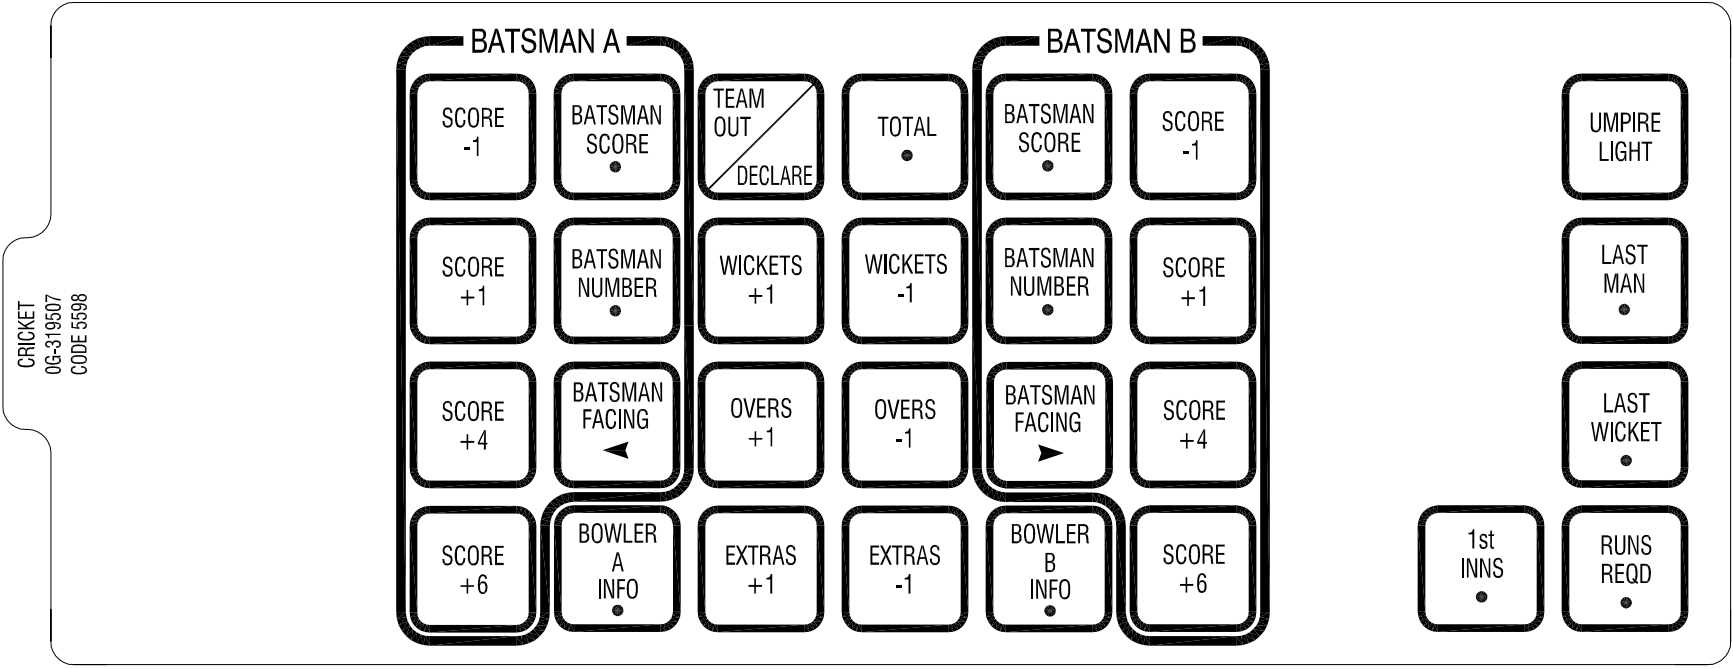 CRICKET
0G-319507
CODE 5598
BATSMAN A
BATSMAN B
SCORE
-1
BATSMAN
SCORE
TEAM
OUT
DECLARE
TOTAL
BATSMAN
SCORE
SCORE
-1
UMPIRE
LIGHT
SCORE
+1
BATSMAN
NUMBER
WICKETS
+1
WICKETS
-1
BATSMAN
NUMBER
SCORE
+1
LAST
MAN
SCORE
+4
BATSMAN
FACING
OVERS
+1
OVERS
-1
BATSMAN
FACING
SCORE
+4
LAST
WICKET
SCORE
+6
BOWLER
A
INFO
EXTRAS
+1
EXTRAS
-1
BOWLER
B
INFO
SCORE
+6
1st
INNS
RUNS
REQD